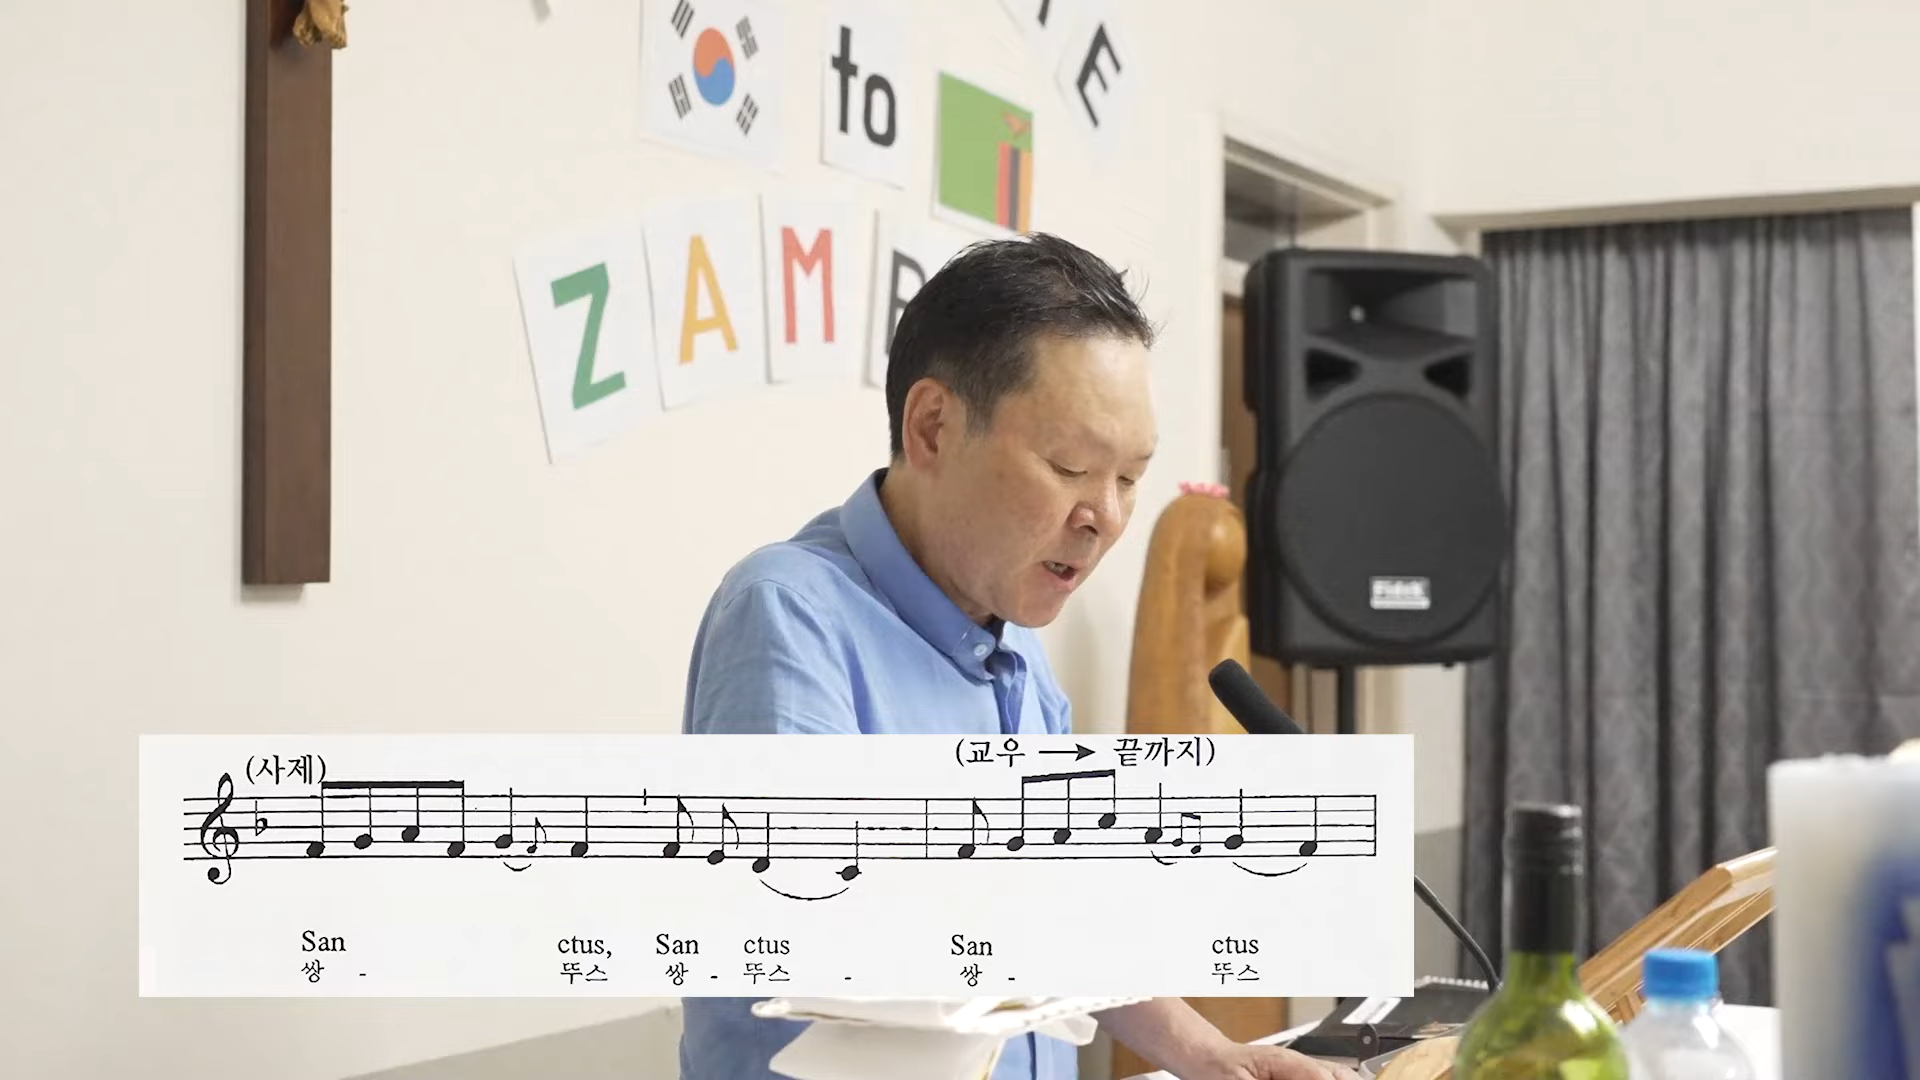 E
to
ZAMB
(사제)
(교우 → 끝까지)
San ctus, San ctus San ctus
쌍 - 뚜스 쌍 - 뚜스 - 쌍 - 뚜스